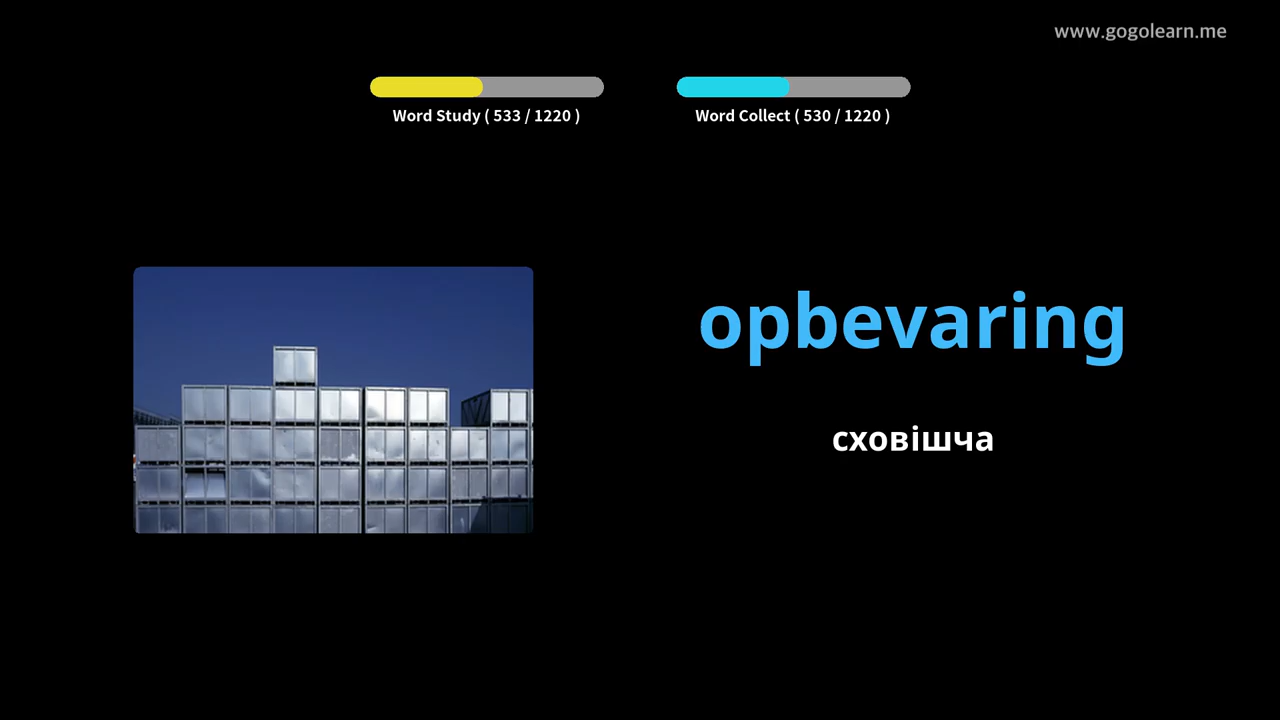 www.gogolearn.me
Word Study ( 533 / 1220 )
Word Collect ( 530 / 1220 )
opbevaring
сховішча